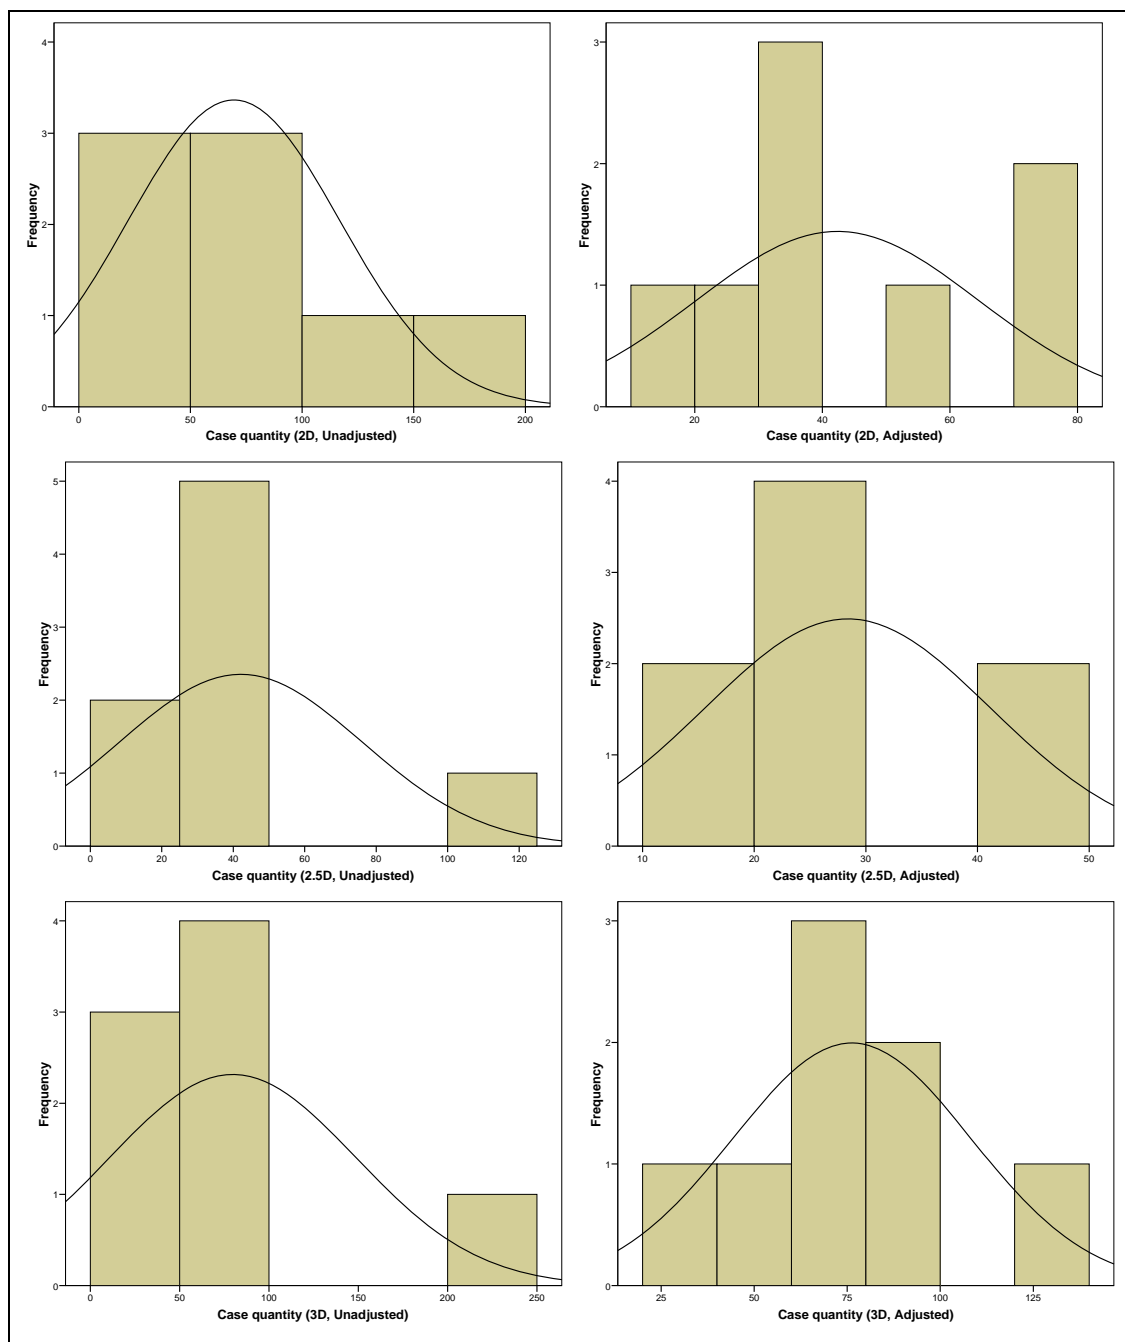 4
3
2
1
0
Frequency
0 50 100 150 200
Case quantity (2D, Unadjusted)
3
2
1
0
Frequency
20 40 60 80
Case quantity (2D, Adjusted)
5
4
3
2
1
0
Frequency
0 20 40 60 80 100 120
Case quantity (2.5D, Unadjusted)
4
3
2
1
0
Frequency
10 20 30 40 50
Case quantity (2.5D, Adjusted)
4
3
2
1
0
Frequency
0 50 100 150 200 250
Case quantity (3D, Unadjusted)
3
2
1
0
Frequency
25 50 75 100 125
Case quantity (3D, Adjusted)